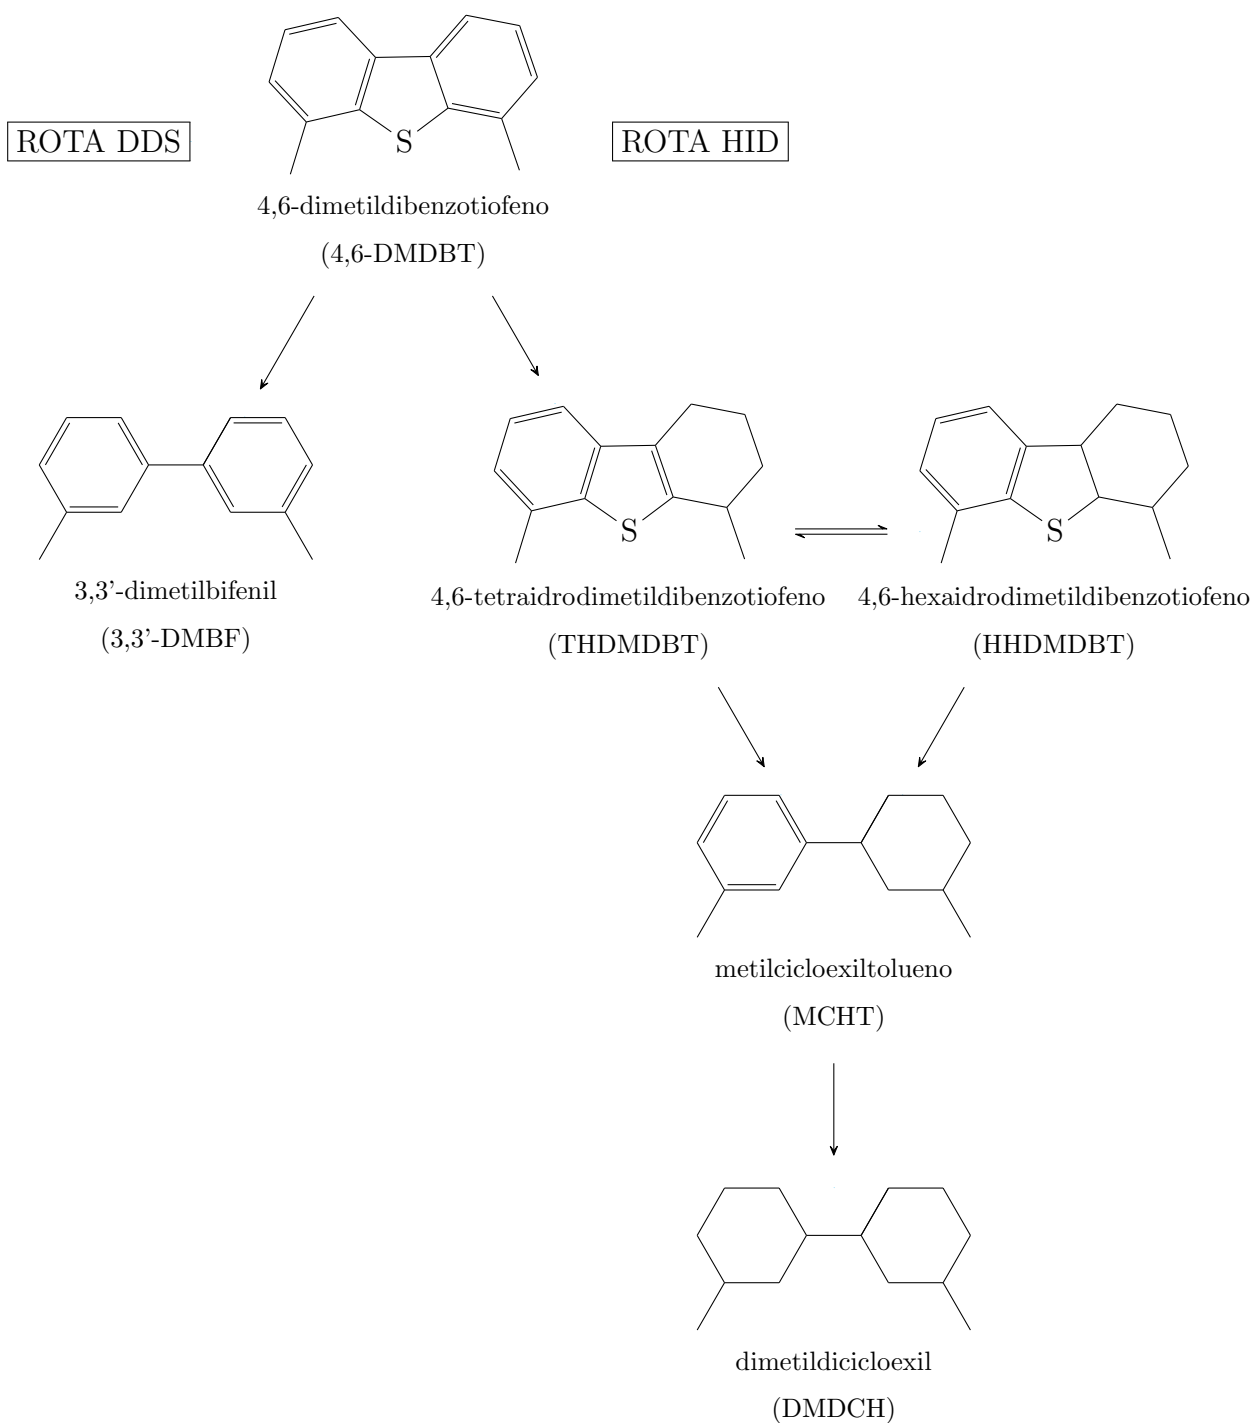 ROTA DDS
S
ROTA HID
4,6-dimetildibenzotiofeno
(4,6-DMDBT)
S
S
3,3'-dimetilbifenil
(3,3'-DMBF)
4,6-tetraidrodimetildibenzotiofeno
(THDMDBT)
4,6-hexaidrodimetildibenzotiofeno
(HHDMDBT)
metilcicloexiltolueno
(MCHT)
dimetildicicloexil
(DMDCH)